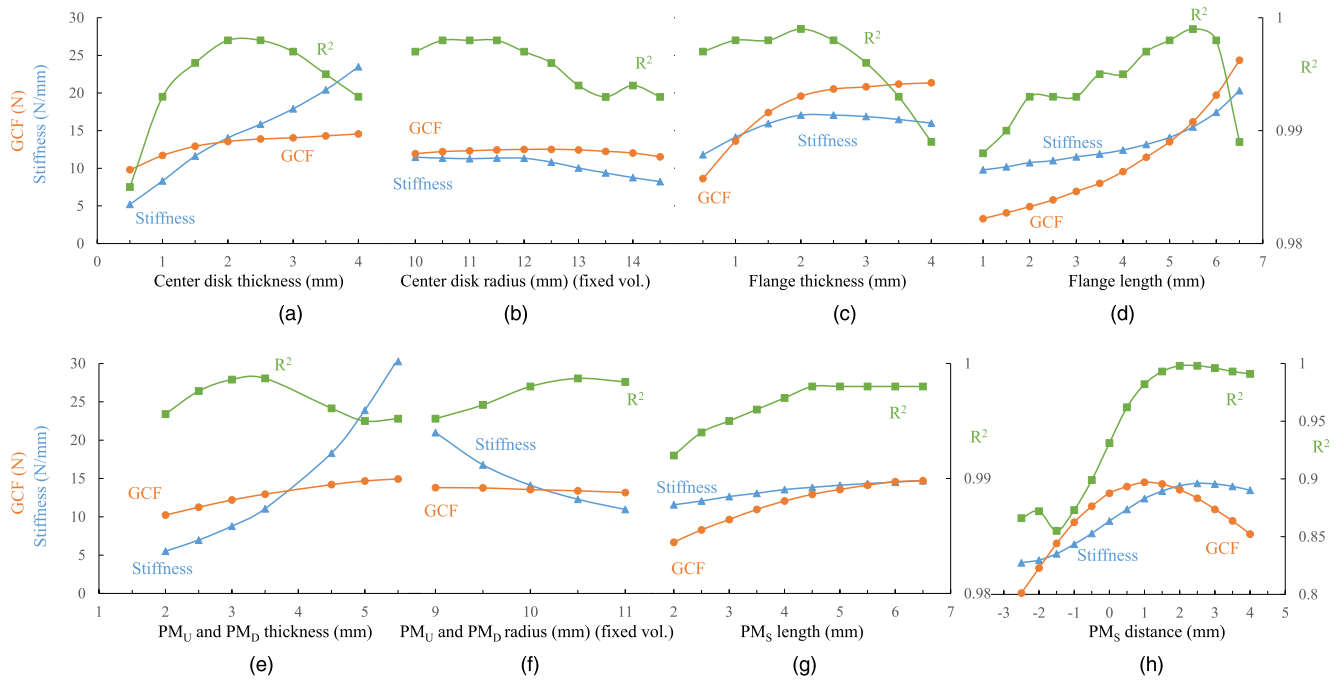 30
25
20
15
10
5
0
GCF (N)
Stiffness (N/mm)
R²
GCF
Stiffness
0 1 2 3 4
Center disk thickness (mm)
(a)
R²
GCF
Stiffness
10 11 12 13 14
Center disk radius (mm) (fixed vol.)
(b)
R²
Stiffness
GCF
1 2 3 4
Flange thickness (mm)
(c)
R²
Stiffness
GCF
1 2 3 4 5 6 7
Flange length (mm)
(d)
1
0.99
0.98
R²
30
25
20
15
10
5
0
GCF (N)
Stiffness (N/mm)
R²
GCF
Stiffness
1 2 3 4 5
PM_U and PM_D thickness (mm)
(e)
R²
Stiffness
GCF
9 10 11
PM_U and PM_D radius (mm) (fixed vol.)
(f)
R²
Stiffness
GCF
2 3 4 5 6 7
PM_S length (mm)
(g)
R²
1
0.99
0.98
R²
Stiffness
GCF
-3 -2 -1 0 1 2 3 4 5
PM_S distance (mm)
(h)
1
0.95
0.9
0.85
0.8
R²